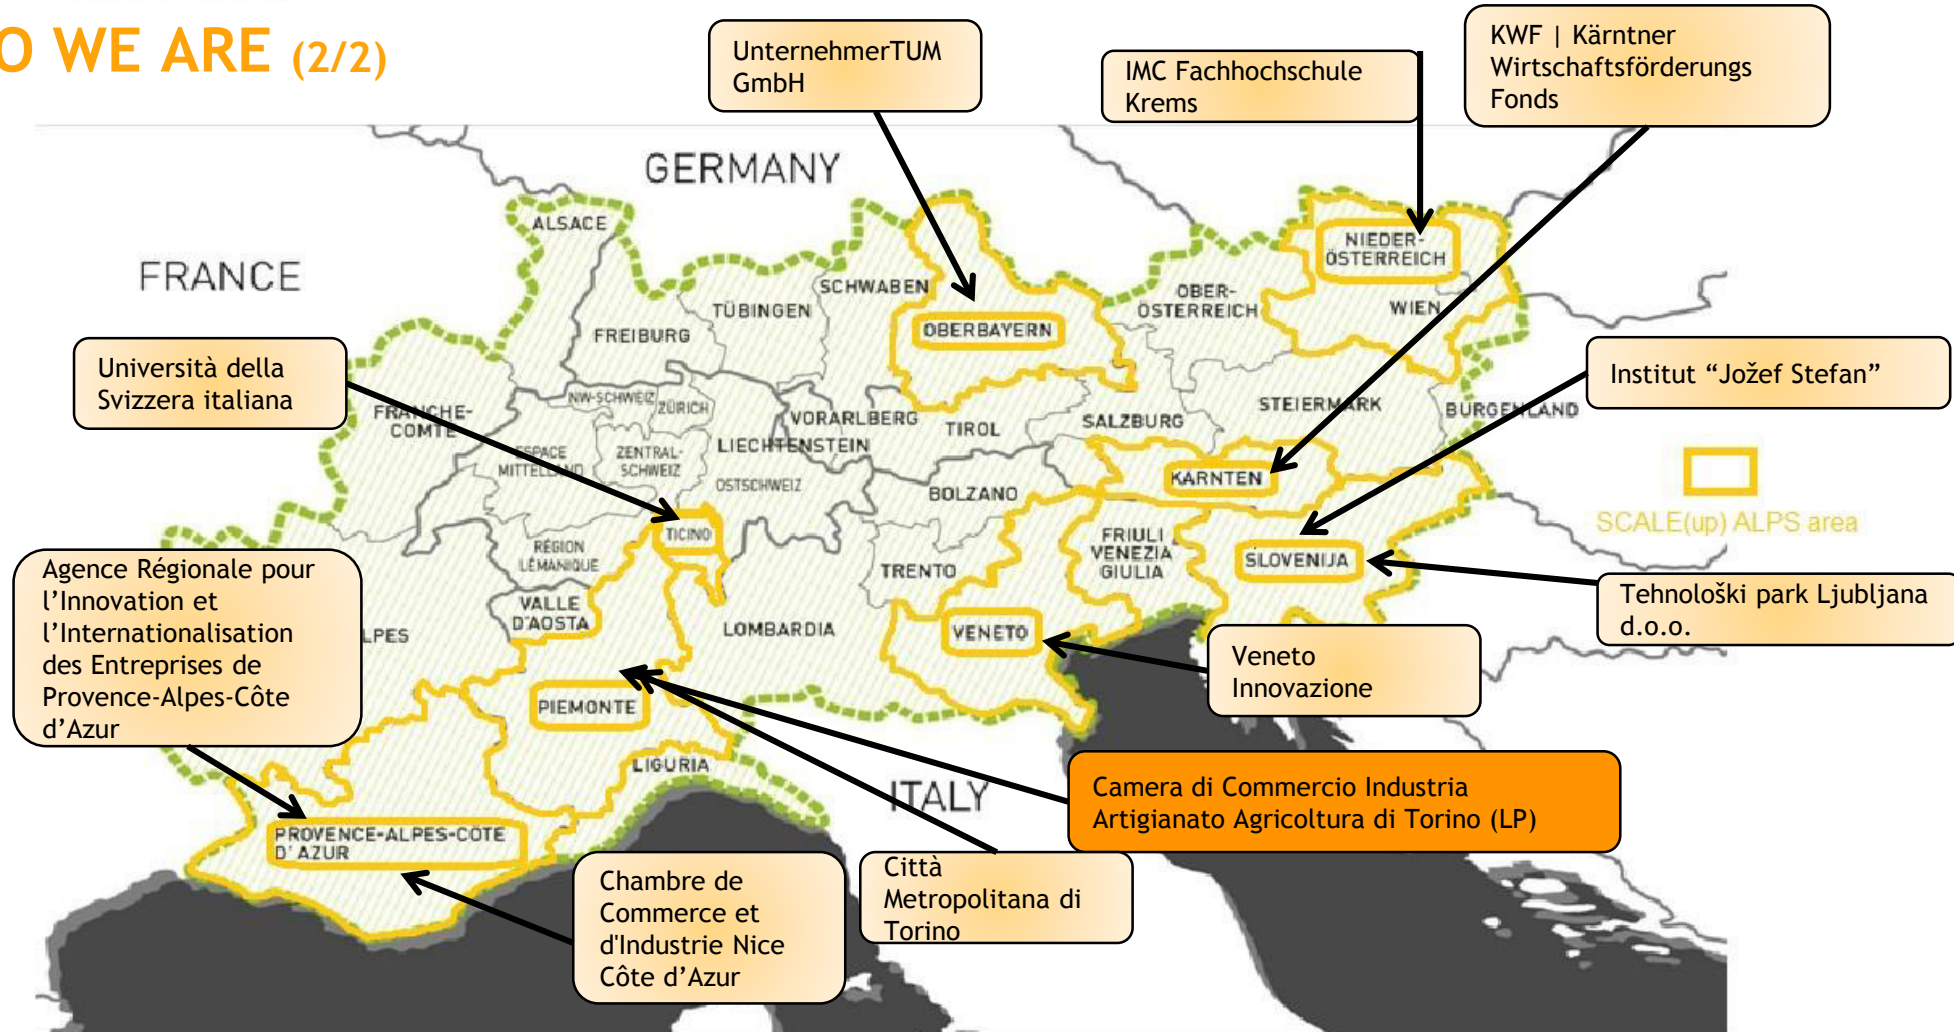 O WE ARE (2/2)
UnternehmerTUM
GmbH
IMC Fachhochschule
Krems
KWF | Kärntner
Wirtschaftsförderungs
Fonds
GERMANY
FRANCE
ALSACE
NIEDER-
ÖSTERREICH
SCHWABEN
OBER-
ÖSTERREICH
WIEN
TÜBINGEN
FREIBURG
OBERBAYERN
Università della
Svizzera italiana
Institut “Jožef Stefan”
FRANCHE-
COMTÉ
NW-SCHWEIZ
ZÜRICH
VORARLBERG
LIECHTENSTEIN
TIROL
SALZBURG
STEIERMARK
BURGENLAND
ESPACE
MITTELLAND
ZENTRAL-
SCHWEIZ
OSTSCHWEIZ
BOLZANO
KÄRNTEN
SCALE(up) ALPS area
TICINO
RÉGION
LÉMANIQUE
FRIULI
VENEZIA
GIULIA
SLOVENIJA
TRENTO
Agence Régionale pour
l’Innovation et
l’Internationalisation
des Entreprises de
Provence-Alpes-Côte
d’Azur
LPES
VALLE
D'AOSTA
LOMBARDIA
VENETO
Tehnološki park Ljubljana
d.o.o.
Veneto
Innovazione
PIEMONTE
LIGURIA
ITALY
Camera di Commercio Industria
Artigianato Agricoltura di Torino (LP)
PROVENCE-ALPES-CÔTE
D'AZUR
Chambre de
Commerce et
d'Industrie Nice
Côte d’Azur
Città
Metropolitana di
Torino